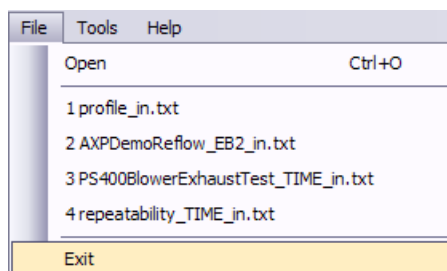 File Tools Help
Open Ctrl+O
1 profile_in.txt
2 AXPDemoReflow_EB2_in.txt
3 PS400BlowerExhaustTest_TIME_in.txt
4 repeatability_TIME_in.txt
Exit